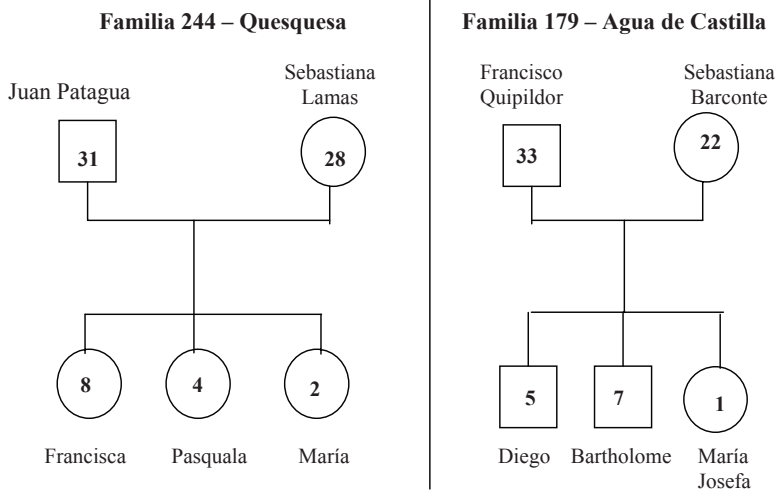 Familia 244 – Quesquesa
Juan Patagua
Sebastiana
Lamas
31
28
8
4
2
Francisca
Pasquala
María
Familia 179 – Agua de Castilla
Francisco
Quipildor
Sebastiana
Barconte
33
22
5
7
1
Diego
Bartholome
María
Josefa